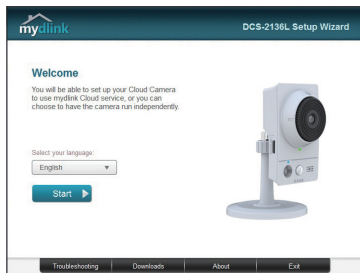 mydlink
DCS-2136L Setup Wizard
Welcome
You will be able to set up your Cloud Camera
to use mydlink Cloud service, or you can
choose to have the camera run independently.
Select your language:
English
Start
Troubleshooting
Downloads
About
Exit